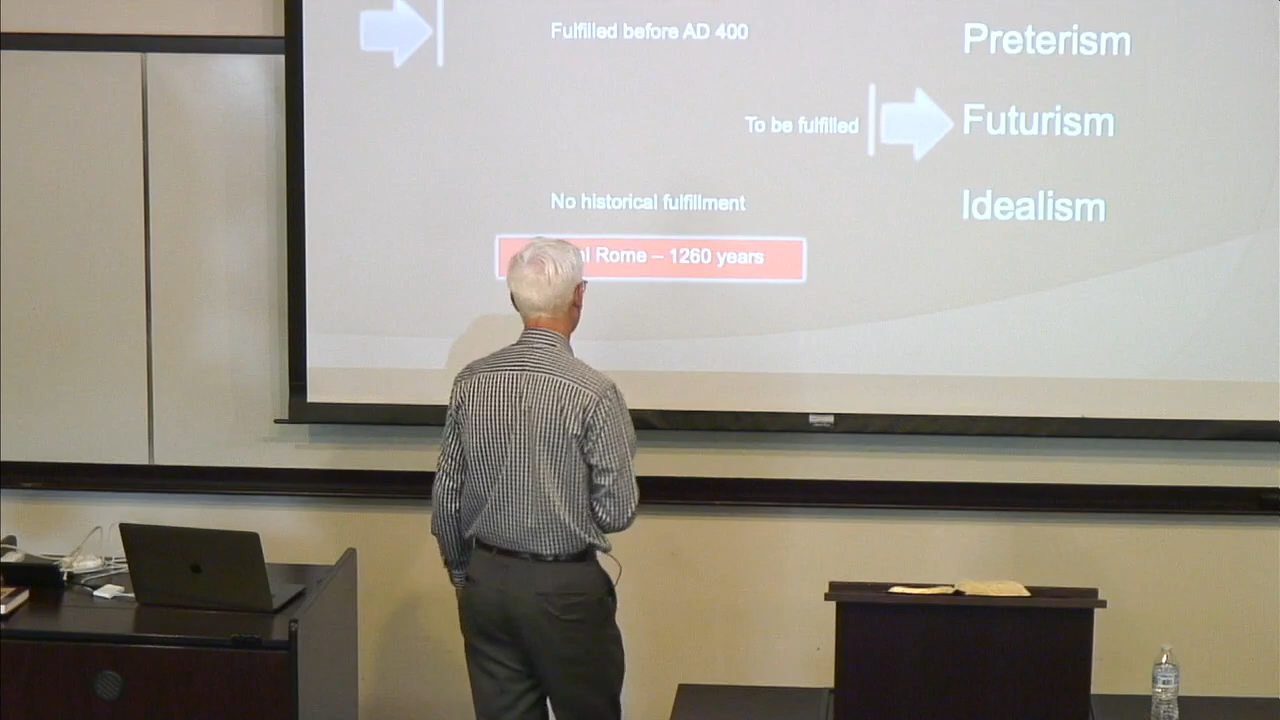 Fulfilled before AD 400
Preterism
To be fulfilled
Futurism
No historical fulfillment
Idealism
Rome – 1260 years